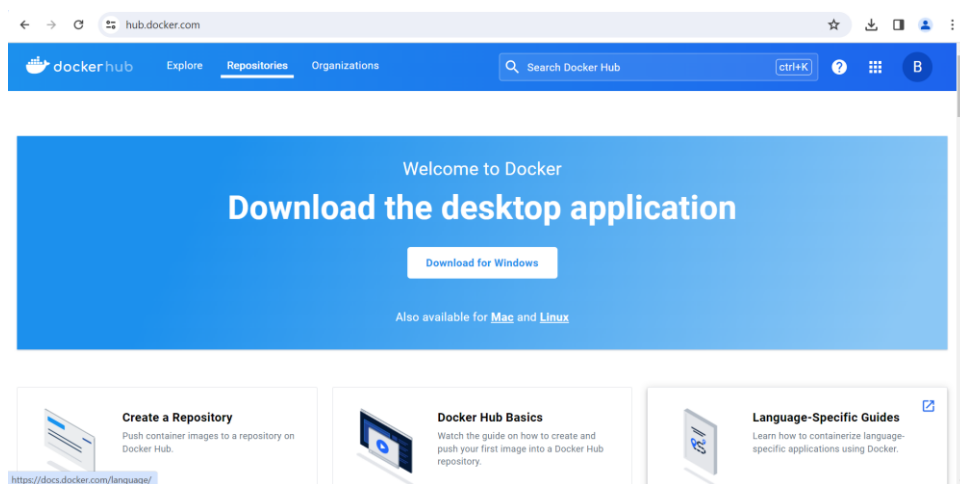 hub.docker.com
dockerhub Explore Repositories Organizations Search Docker Hub ctrl+K ? B
Welcome to Docker
Download the desktop application
Download for Windows
Also available for Mac and Linux
Create a Repository
Push container images to a repository on
Docker Hub.
Docker Hub Basics
Watch the guide on how to create and
push your first image into a Docker Hub
repository.
Language-Specific Guides
Learn how to containerize language-
specific applications using Docker.
https://docs.docker.com/language/